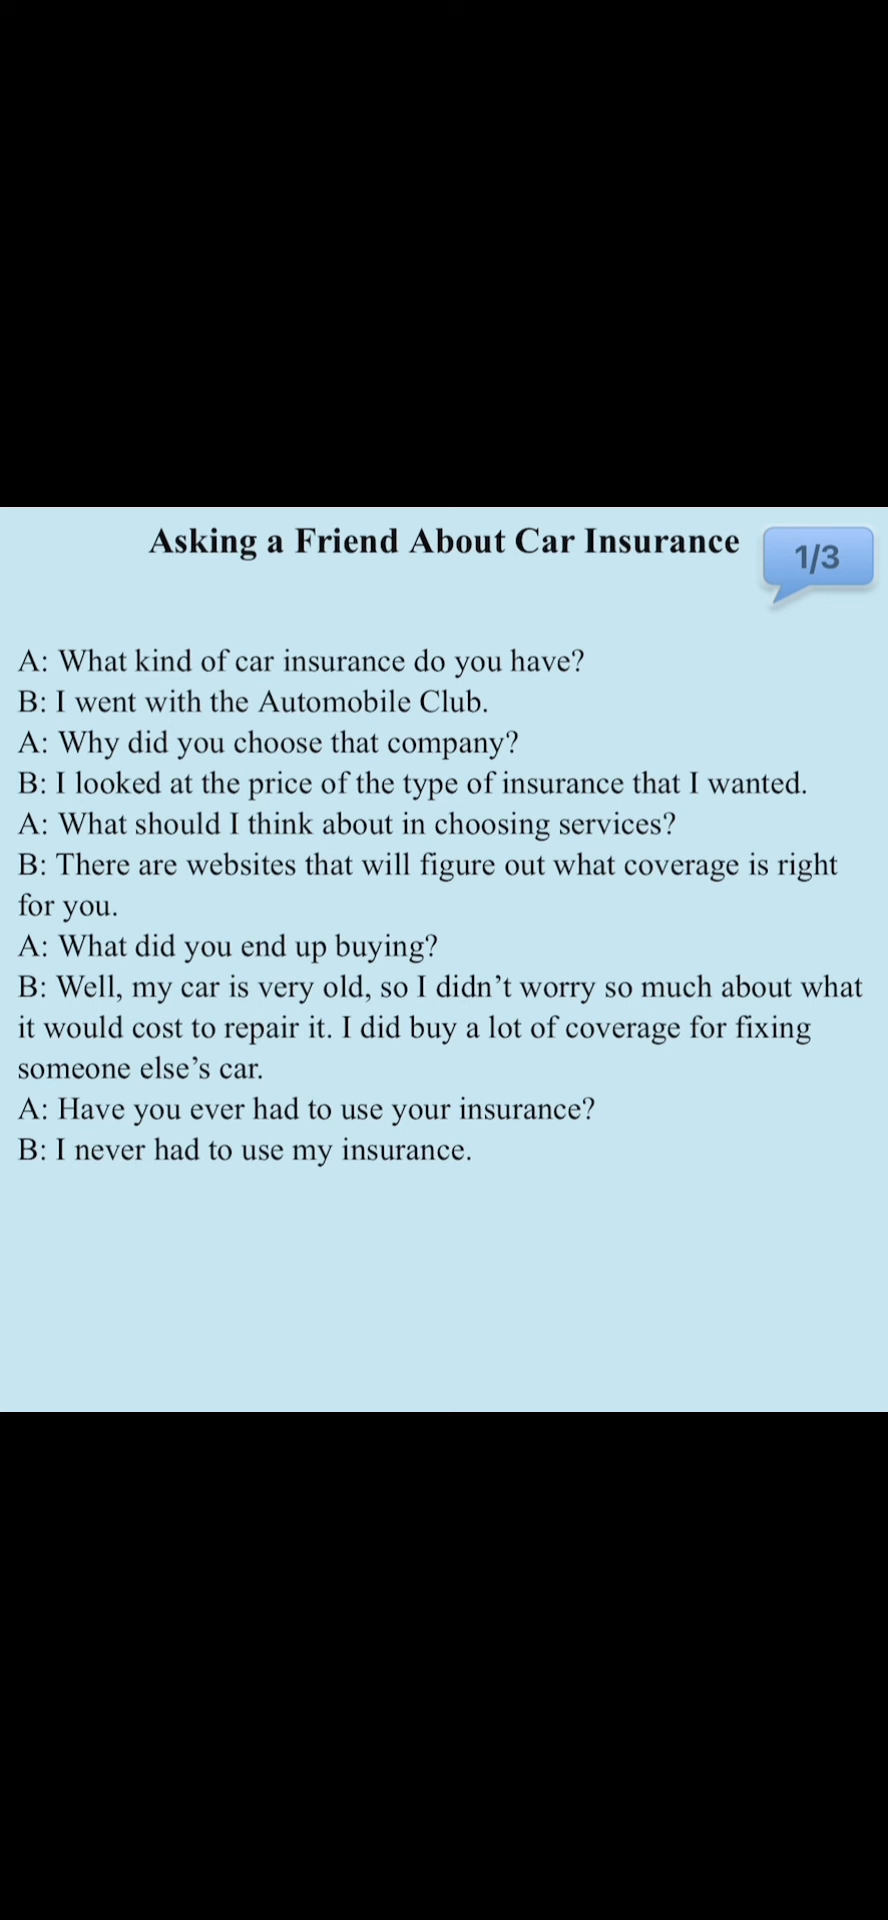 Asking a Friend About Car Insurance
1/3
A: What kind of car insurance do you have?
B: I went with the Automobile Club.
A: Why did you choose that company?
B: I looked at the price of the type of insurance that I wanted.
A: What should I think about in choosing services?
B: There are websites that will figure out what coverage is right
for you.
A: What did you end up buying?
B: Well, my car is very old, so I didn’t worry so much about what
it would cost to repair it. I did buy a lot of coverage for fixing
someone else’s car.
A: Have you ever had to use your insurance?
B: I never had to use my insurance.